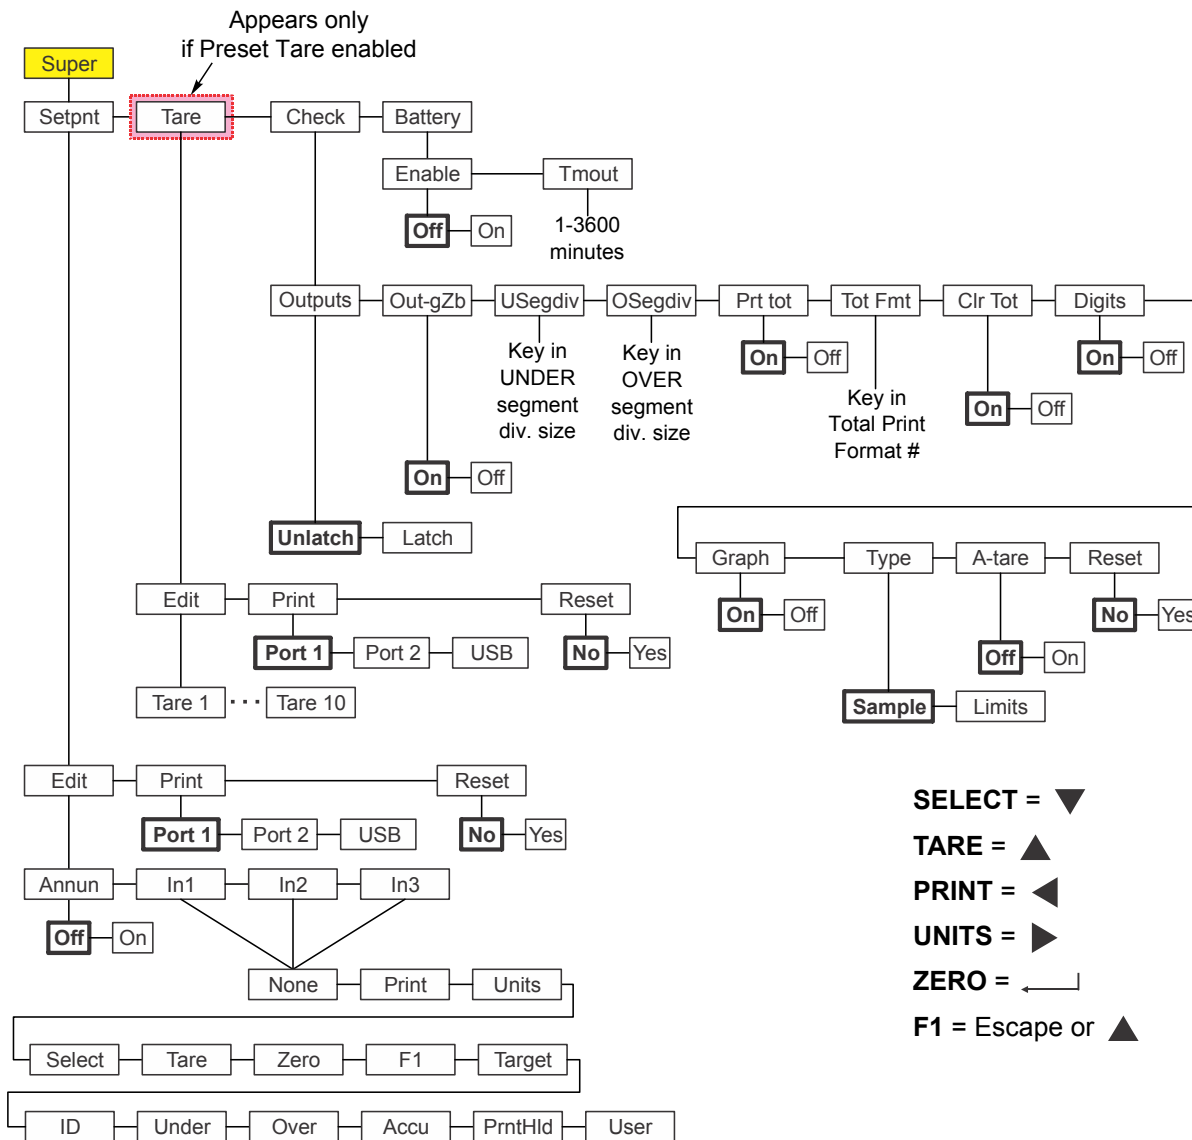 Appears only
if Preset Tare enabled
Super
Setpnt
Tare
Check
Battery
Enable
Tmout
Off
On
1-3600
minutes
Outputs
Out-gZb
USegdiv
OSegdiv
Prt tot
Tot Fmt
Clr Tot
Digits
Key in
UNDER
segment
div. size
Key in
OVER
segment
div. size
On
Off
Key in
Total Print
Format #
On
Off
On
Off
On
Off
Unlatch
Latch
Graph
Type
A-tare
Reset
On
Off
No
Yes
Off
On
Sample
Limits
Edit
Print
Reset
Port 1
Port 2
USB
No
Yes
Tare 1
Tare 10
Edit
Print
Reset
Port 1
Port 2
USB
No
Yes
Annun
In1
In2
In3
Off
On
None
Print
Units
Select
Tare
Zero
F1
Target
ID
Under
Over
Accu
PrntHld
User
SELECT = ▼
TARE = ▲
PRINT = ◀
UNITS = ▶
ZERO = ↵
F1 = Escape or ▲